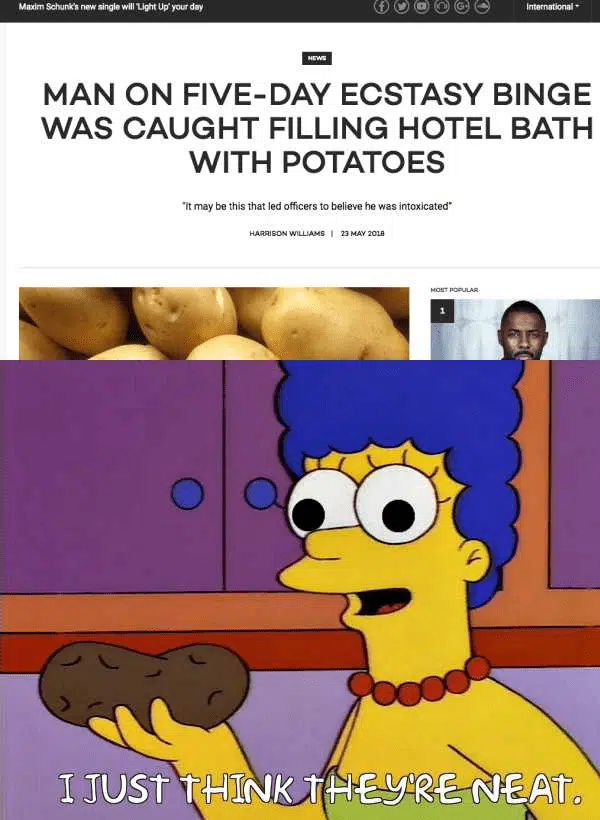 Maxim Schunk's new single will 'Light Up' your day
International
NEWS
MAN ON FIVE-DAY ECSTASY BINGE
WAS CAUGHT FILLING HOTEL BATH
WITH POTATOES
"It may be this that led officers to believe he was intoxicated"
HARRISON WILLIAMS | 23 MAY 2018
MOST POPULAR
1
I JUST THINK THEY'RE NEAT.